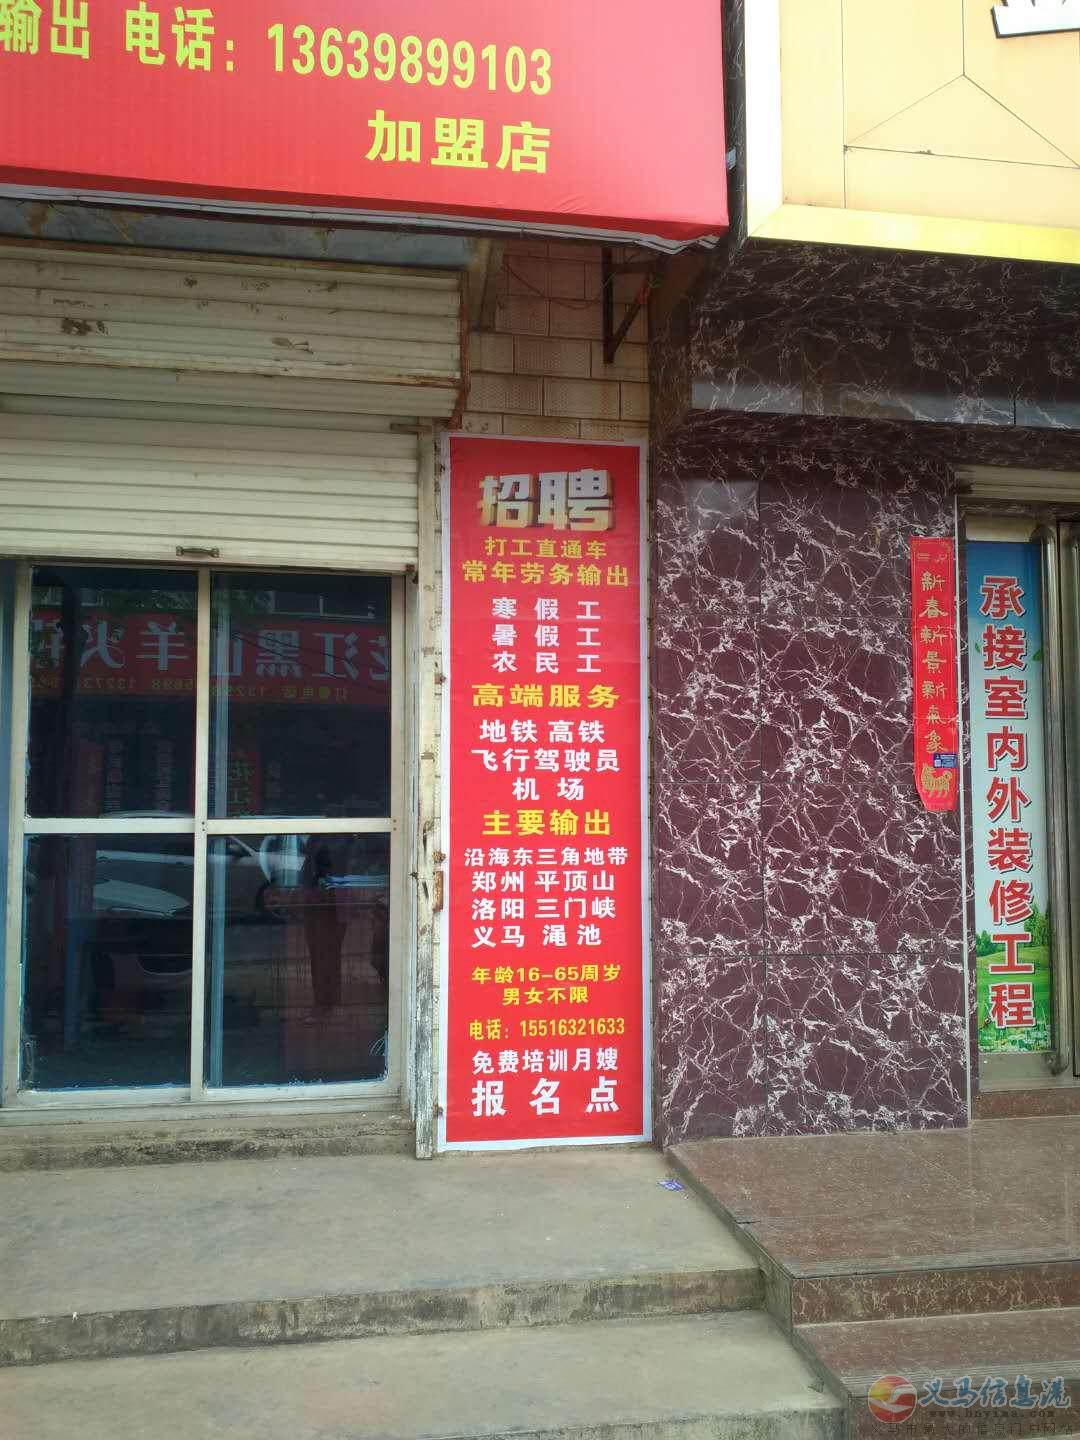 输出 电话：13639899103
加盟店
招聘
打工直通车
常年劳务输出
寒假工
暑假工
农民工
高端服务
地铁 高铁
飞行驾驶员
机场
主要输出
沿海东三角地带
郑州 平顶山
洛阳 三门峡
义马 渑池
年龄16-65周岁
男女不限
电话：15516321633
免费培训月嫂
报名点
新春新景新气象
承接室内外装修工程
义马信息港
www.hnyima.com